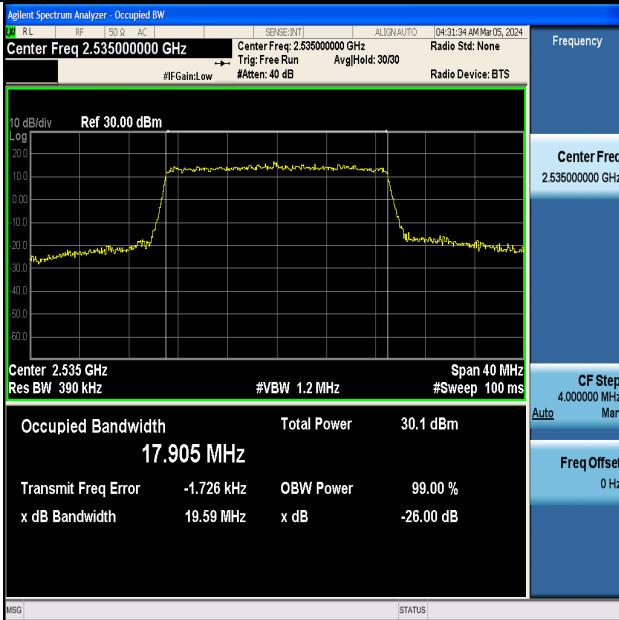 Agilent Spectrum Analyzer - Occupied BW
LXI RL RF 50 Ω AC SENSE:INT ALIGN AUTO 04:31:34 AM Mar 05, 2024
Center Freq 2.535000000 GHz
Center Freq: 2.535000000 GHz
Radio Std: None
Trig: Free Run Avg|Hold: 30/30
#IFGain:Low #Atten: 40 dB Radio Device: BTS
10 dB/div Ref 30.00 dBm
Log
20.0
10.0
0.00
-10.0
-20.0
-30.0
-40.0
-50.0
-60.0
Center 2.535 GHz Span 40 MHz
Res BW 390 kHz #VBW 1.2 MHz #Sweep 100 ms
Occupied Bandwidth Total Power 30.1 dBm
17.905 MHz
Transmit Freq Error -1.726 kHz OBW Power 99.00 %
x dB Bandwidth 19.59 MHz x dB -26.00 dB
MSG STATUS
Frequency
Center Freq
2.535000000 GHz
CF Step
4.000000 MHz
Auto Man
Freq Offset
0 Hz